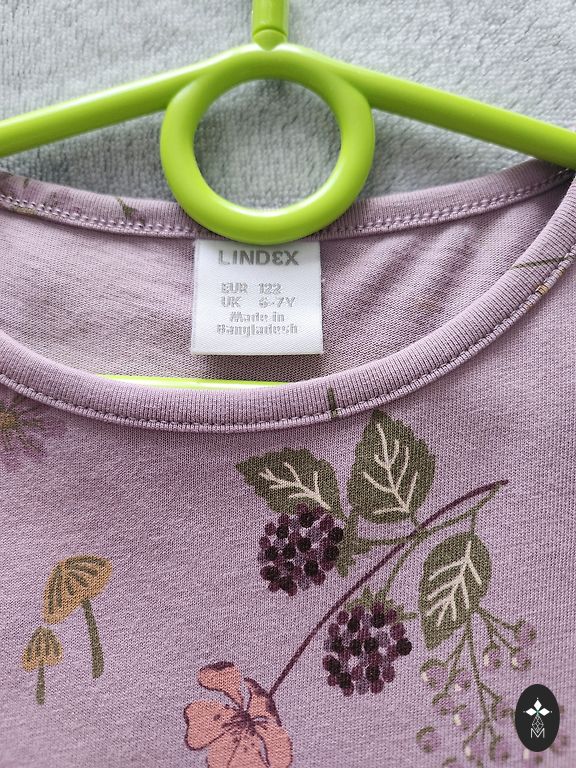 LINDEX
EUR 122
UK 6-7Y
Made in
Bangladesh
M